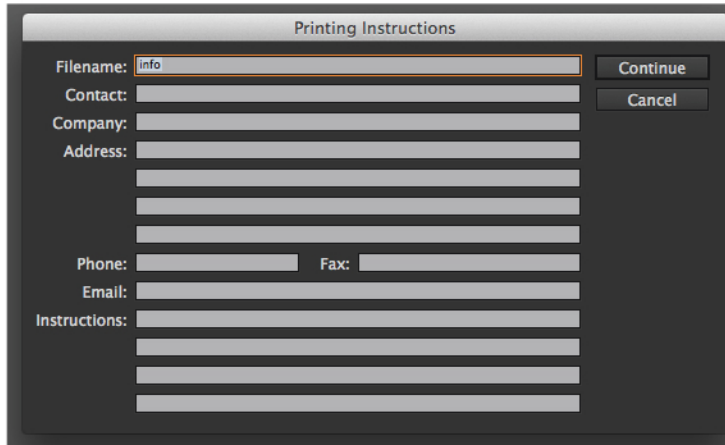 Printing Instructions
Filename: info
Continue
Contact:
Cancel
Company:
Address:
Phone: Fax:
Email:
Instructions: